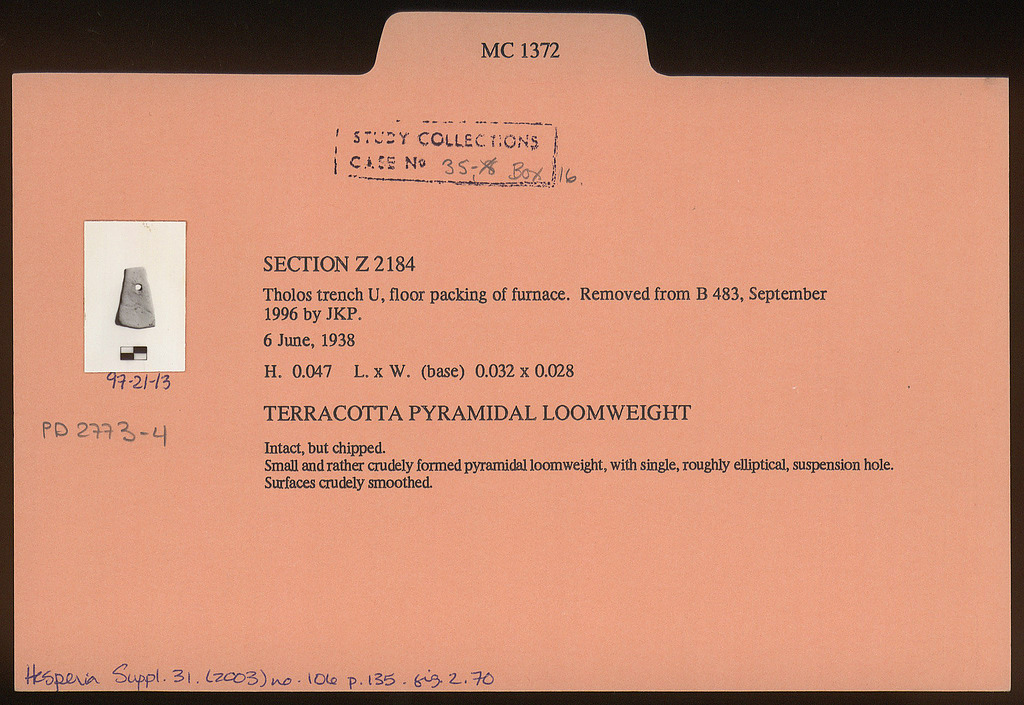 MC 1372
STUDY COLLECTIONS
CASE No 35- Box 16.
SECTION Z 2184
Tholos trench U, floor packing of furnace. Removed from B 483, September
1996 by JKP.
6 June, 1938
H. 0.047 L. x W. (base) 0.032 x 0.028
97-21-13
TERRACOTTA PYRAMIDAL LOOMWEIGHT
PD 2773-4
Intact, but chipped.
Small and rather crudely formed pyramidal loomweight, with single, roughly elliptical, suspension hole.
Surfaces crudely smoothed.
Hesperia Suppl. 31. (2003) no. 106 p. 135. fig. 2.70